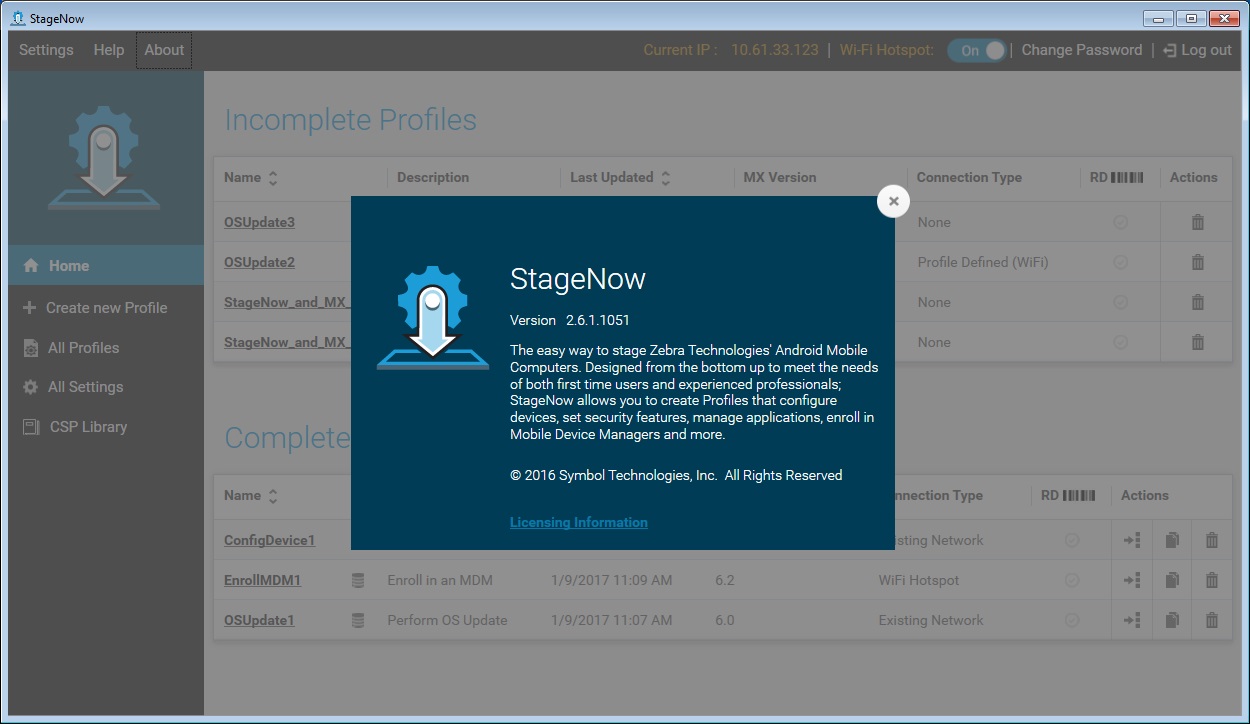 StageNow
Settings Help About Current IP : 10.61.33.123 | Wi-Fi Hotspot: On | Change Password | Log out
Incomplete Profiles
Name Description Last Updated MX Version Connection Type RD Actions
OSUpdate3 None
OSUpdate2 Profile Defined (WiFi)
StageNow_and_MX_ None
StageNow_and_MX_ None
Home
Create new Profile
All Profiles
All Settings
CSP Library
StageNow
Version 2.6.1.1051
The easy way to stage Zebra Technologies' Android Mobile
Computers. Designed from the bottom up to meet the needs
of both first time users and experienced professionals;
StageNow allows you to create Profiles that configure
devices, set security features, manage applications, enroll in
Mobile Device Managers and more.
© 2016 Symbol Technologies, Inc. All Rights Reserved
Licensing Information
Complete
Name nnection Type RD Actions
ConfigDevice1 isting Network
EnrollMDM1 Enroll in an MDM 1/9/2017 11:09 AM 6.2 WiFi Hotspot
OSUpdate1 Perform OS Update 1/9/2017 11:07 AM 6.0 Existing Network